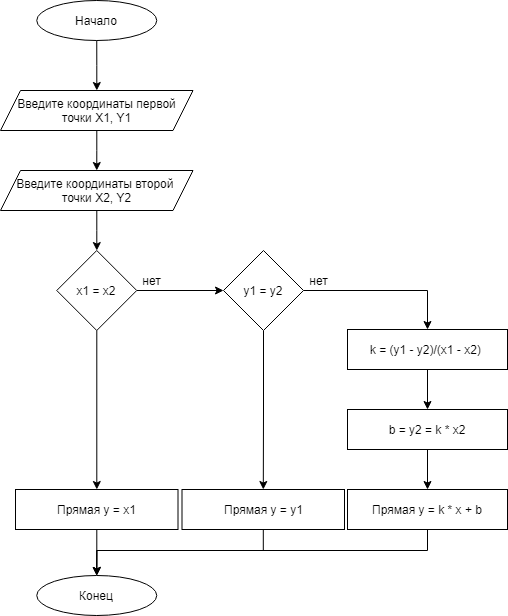 Начало
Введите координаты первой
точки X1, Y1
Введите координаты второй
точки X2, Y2
x1 = x2
нет
y1 = y2
нет
k = (y1 - y2)/(x1 - x2)
b = y2 = k * x2
Прямая y = x1
Прямая y = y1
Прямая y = k * x + b
Конец